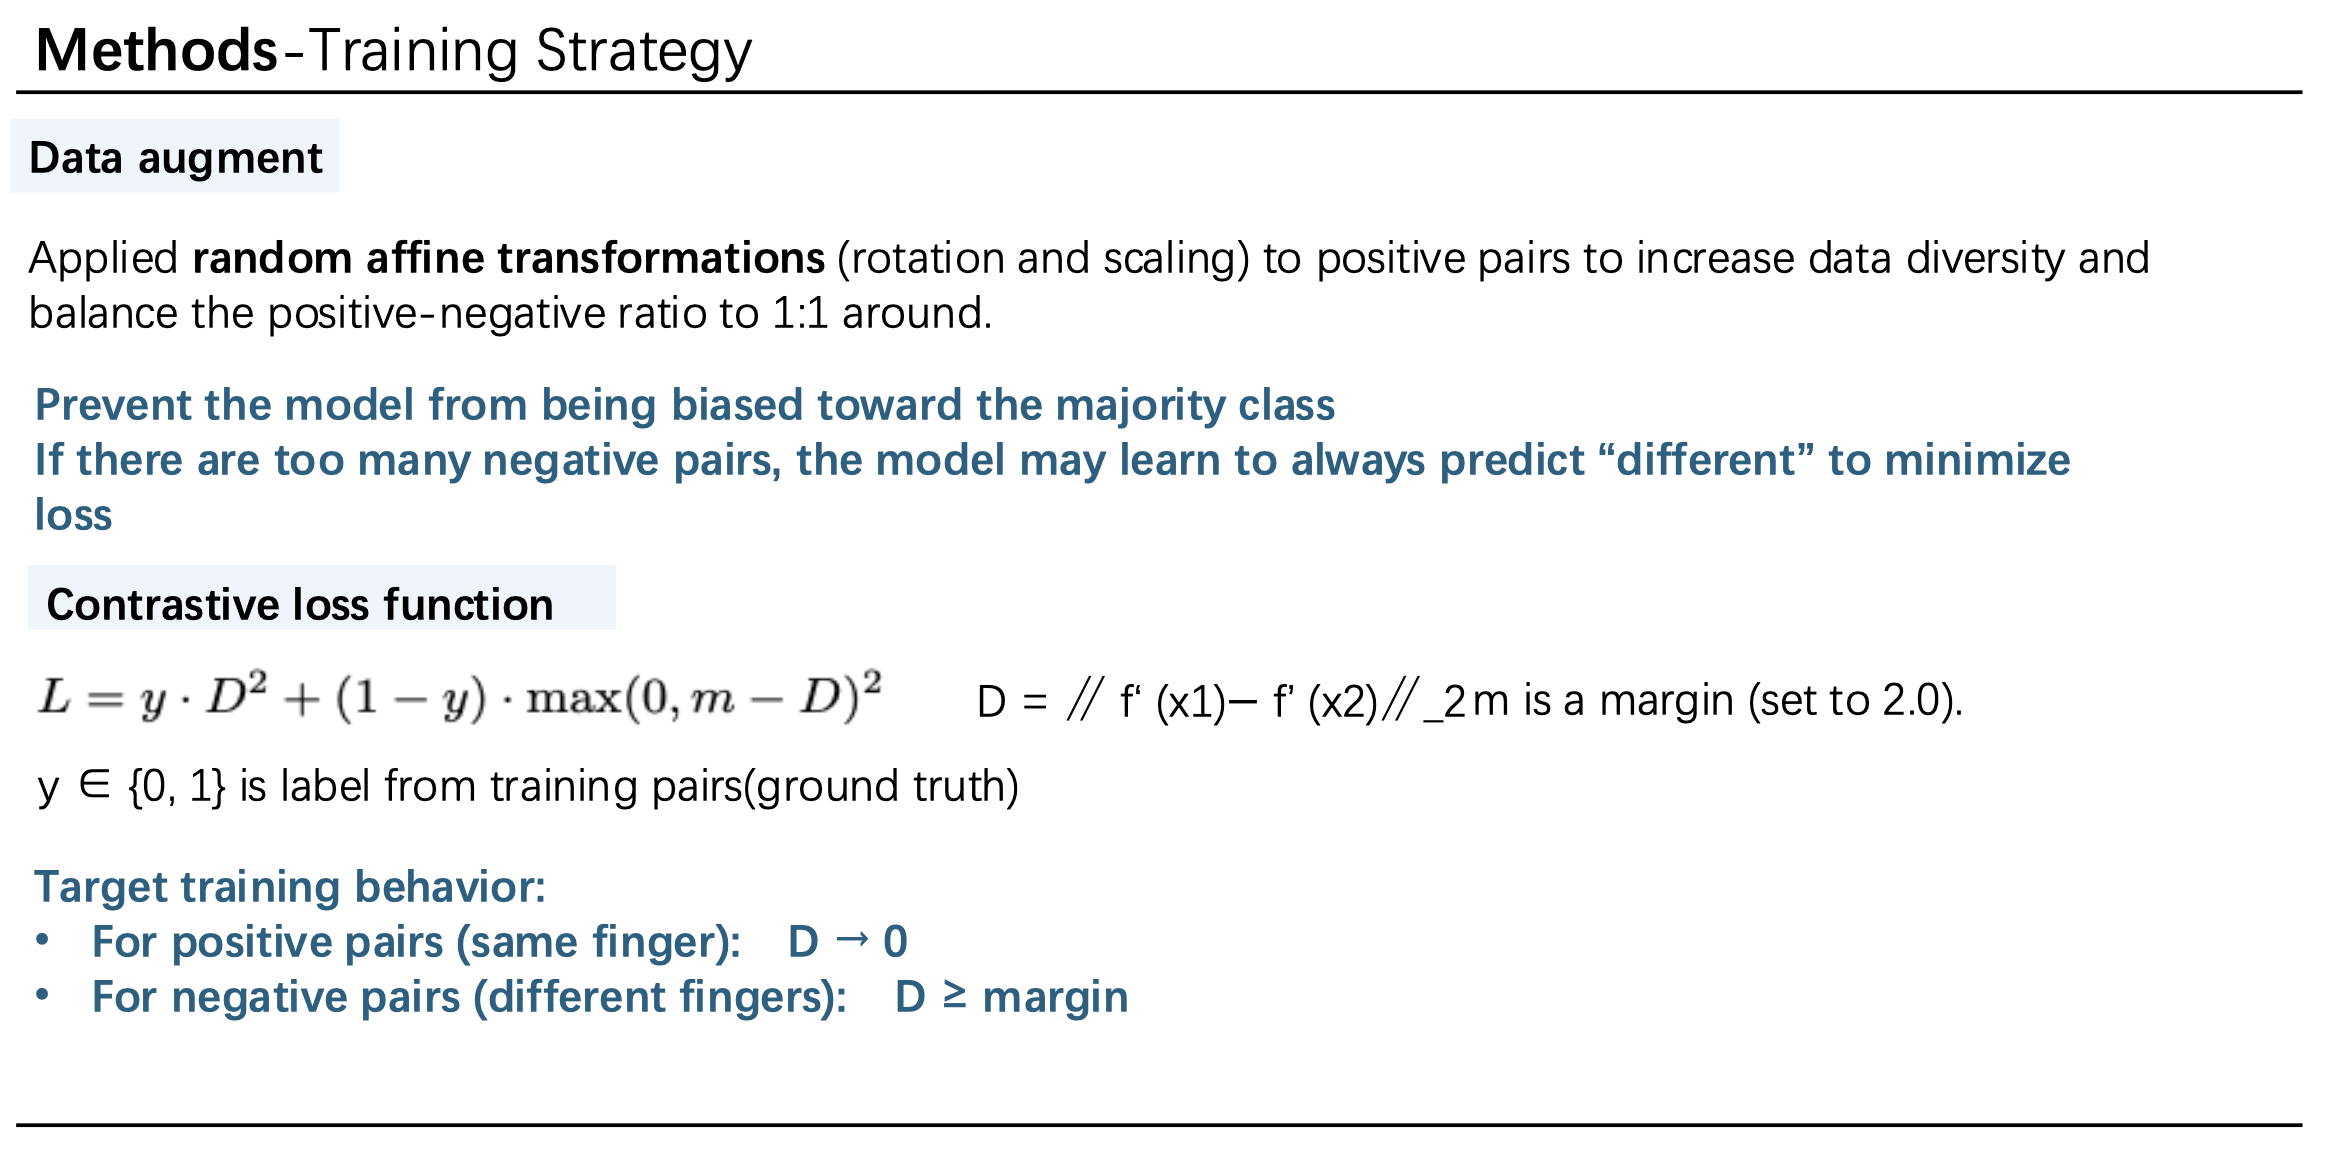 Methods-Training Strategy
Data augment
Applied random affine transformations (rotation and scaling) to positive pairs to increase data diversity and
balance the positive-negative ratio to 1:1 around.
Prevent the model from being biased toward the majority class
If there are too many negative pairs, the model may learn to always predict “different” to minimize
loss
Contrastive loss function
L = y · D² + (1 − y) · max(0, m − D)²
D = // f‘ (x1)− f’ (x2)//_2 m is a margin (set to 2.0).
y ∈ {0, 1} is label from training pairs(ground truth)
Target training behavior:
• For positive pairs (same finger): D → 0
• For negative pairs (different fingers): D ≥ margin